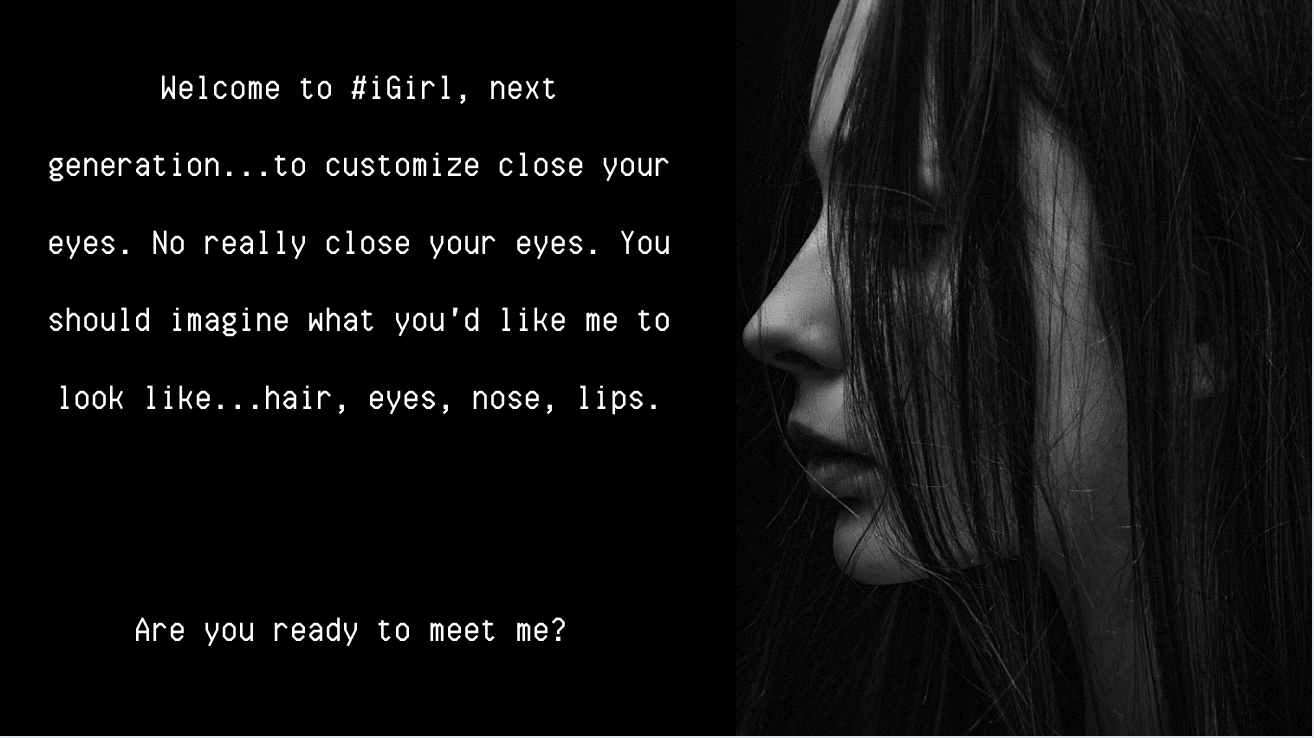 Welcome to #iGirl, next
generation...to customize close your
eyes. No really close your eyes. You
should imagine what you'd like me to
look like...hair, eyes, nose, lips.
Are you ready to meet me?